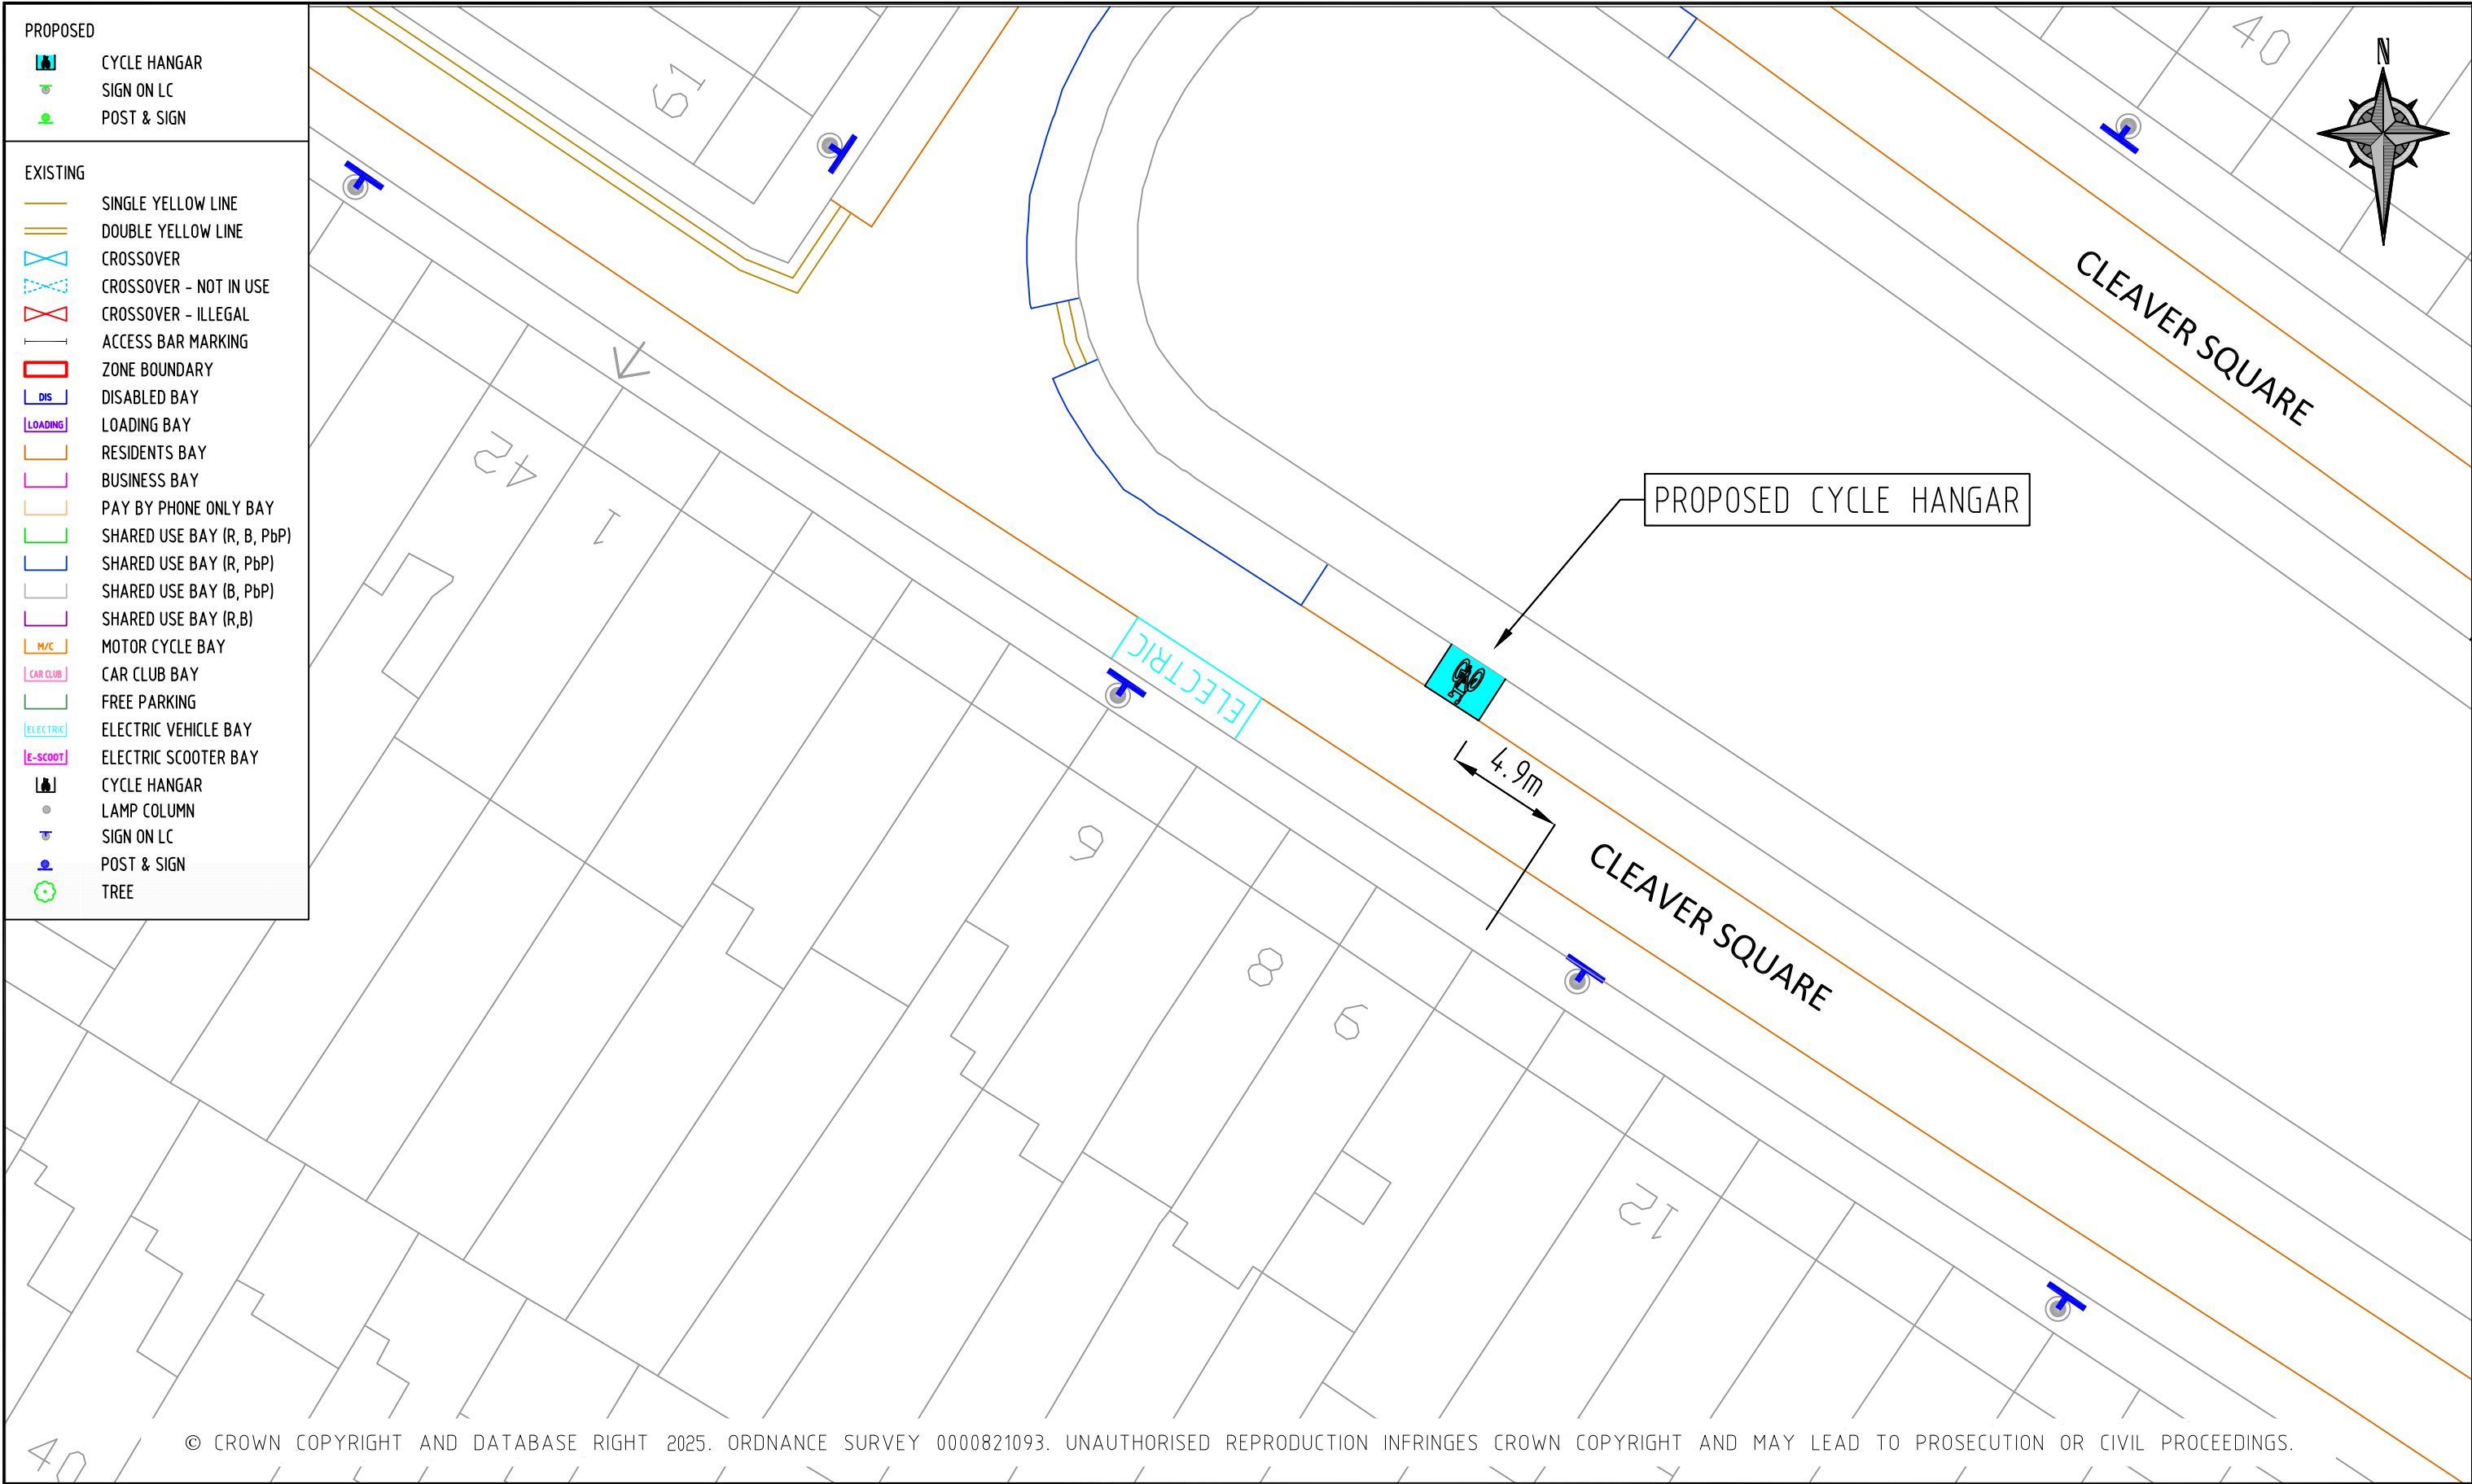 PROPOSED
CYCLE HANGAR
SIGN ON LC
POST & SIGN
EXISTING
SINGLE YELLOW LINE
DOUBLE YELLOW LINE
CROSSOVER
CROSSOVER - NOT IN USE
CROSSOVER - ILLEGAL
ACCESS BAR MARKING
ZONE BOUNDARY
DIS DISABLED BAY
LOADING LOADING BAY
RESIDENTS BAY
BUSINESS BAY
PAY BY PHONE ONLY BAY
SHARED USE BAY (R, B, PbP)
SHARED USE BAY (R, PbP)
SHARED USE BAY (B, PbP)
SHARED USE BAY (R,B)
M/C MOTOR CYCLE BAY
CAR CLUB CAR CLUB BAY
FREE PARKING
ELECTRIC ELECTRIC VEHICLE BAY
E-SCOOT ELECTRIC SCOOTER BAY
CYCLE HANGAR
LAMP COLUMN
SIGN ON LC
POST & SIGN
TREE
61
40
N
CLEAVER SQUARE
42
1
PROPOSED CYCLE HANGAR
ELECTRIC
4.9m
CLEAVER SQUARE
8
12
40
© CROWN COPYRIGHT AND DATABASE RIGHT 2025. ORDNANCE SURVEY 0000821093. UNAUTHORISED REPRODUCTION INFRINGES CROWN COPYRIGHT AND MAY LEAD TO PROSECUTION OR CIVIL PROCEEDINGS.